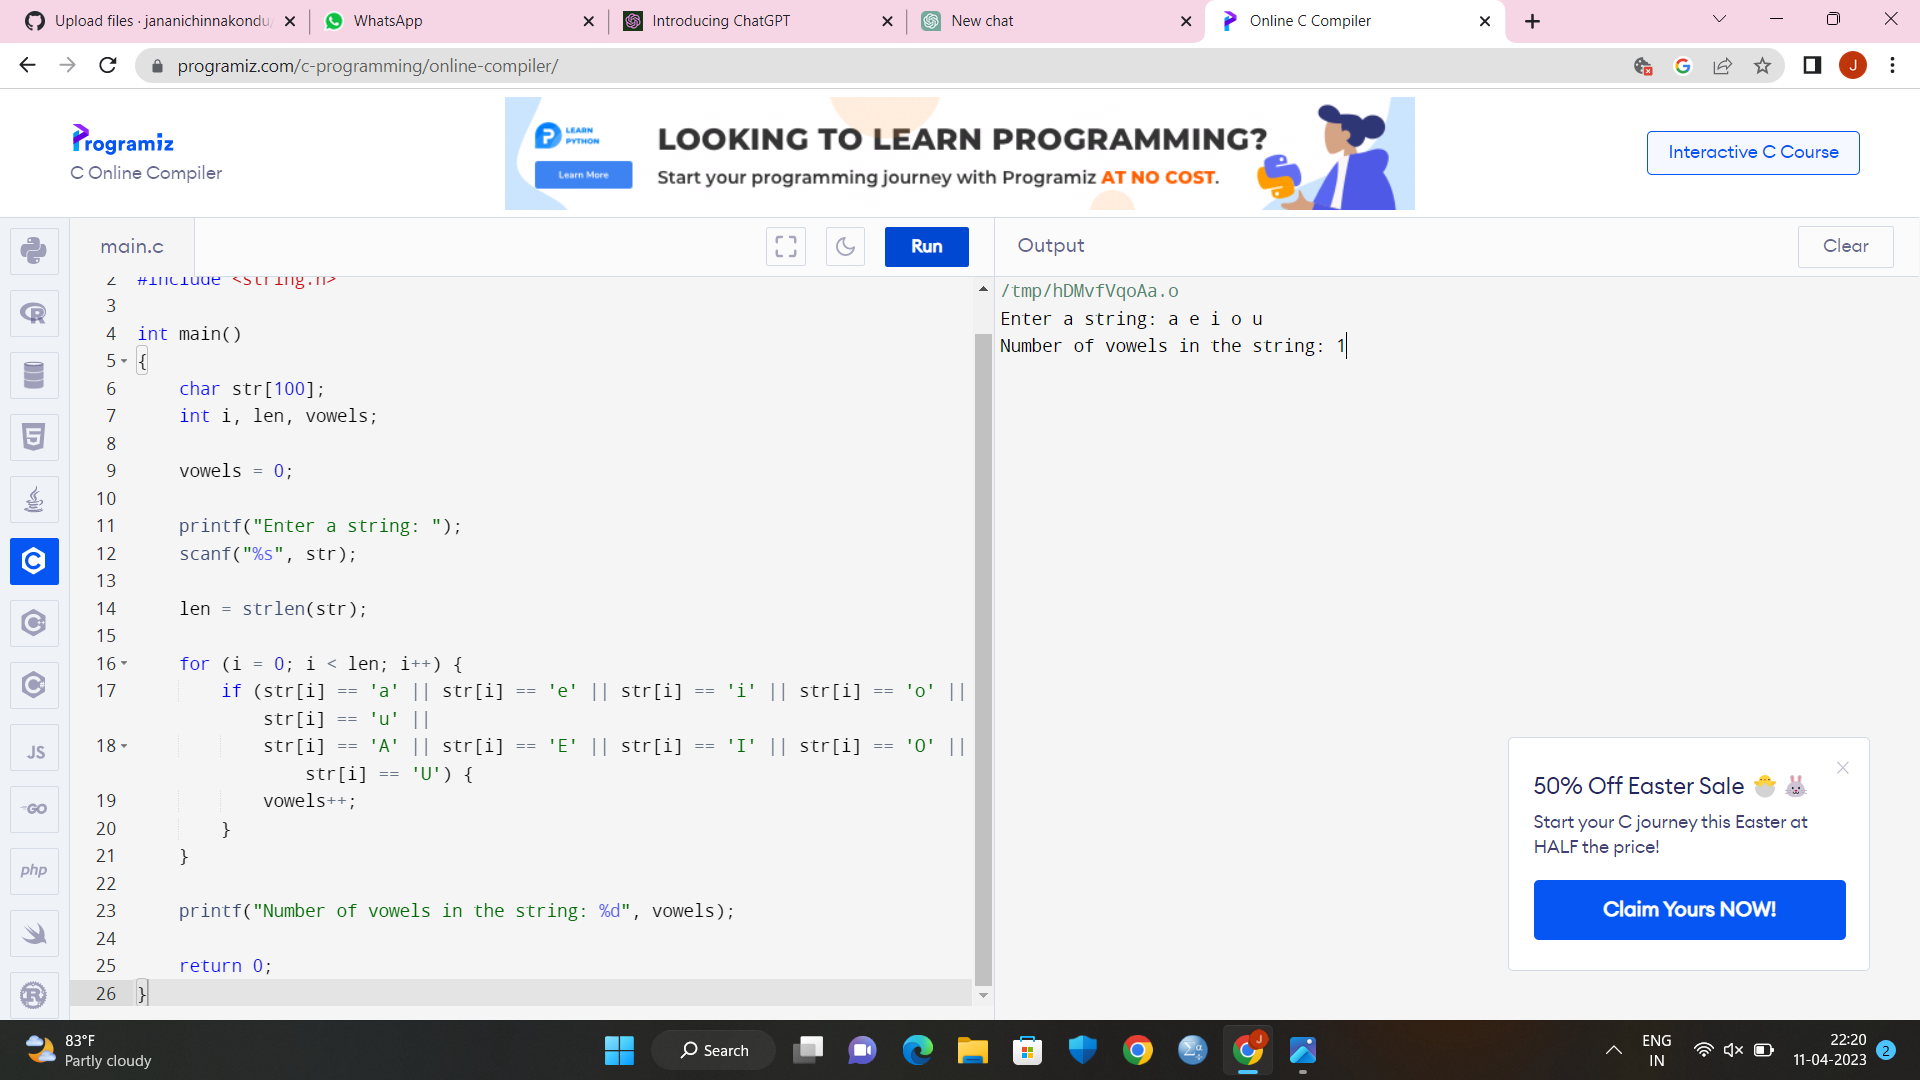 Upload files · jananichinnakondu/
WhatsApp
Introducing ChatGPT
New chat
Online C Compiler
programiz.com/c-programming/online-compiler/
J
Programiz
C Online Compiler
LEARN
PYTHON
Learn More
LOOKING TO LEARN PROGRAMMING?
Start your programming journey with Programiz AT NO COST.
Interactive C Course
main.c
Run
Output
Clear
2 #include <string.h>
3
4 int main()
5 {
6 char str[100];
7 int i, len, vowels;
8
9 vowels = 0;
10
11 printf("Enter a string: ");
12 scanf("%s", str);
13
14 len = strlen(str);
15
16 for (i = 0; i < len; i++) {
17 if (str[i] == 'a' || str[i] == 'e' || str[i] == 'i' || str[i] == 'o' ||
str[i] == 'u' ||
18 str[i] == 'A' || str[i] == 'E' || str[i] == 'I' || str[i] == 'O' ||
str[i] == 'U') {
19 vowels++;
20 }
21 }
22
23 printf("Number of vowels in the string: %d", vowels);
24
25 return 0;
26 }
/tmp/hDMvfVqoAa.o
Enter a string: a e i o u
Number of vowels in the string: 1
JS
GO
php
50% Off Easter Sale 🐣 🐰
Start your C journey this Easter at
HALF the price!
Claim Yours NOW!
83°F
Partly cloudy
Search
J
ENG
IN
22:20
11-04-2023
2